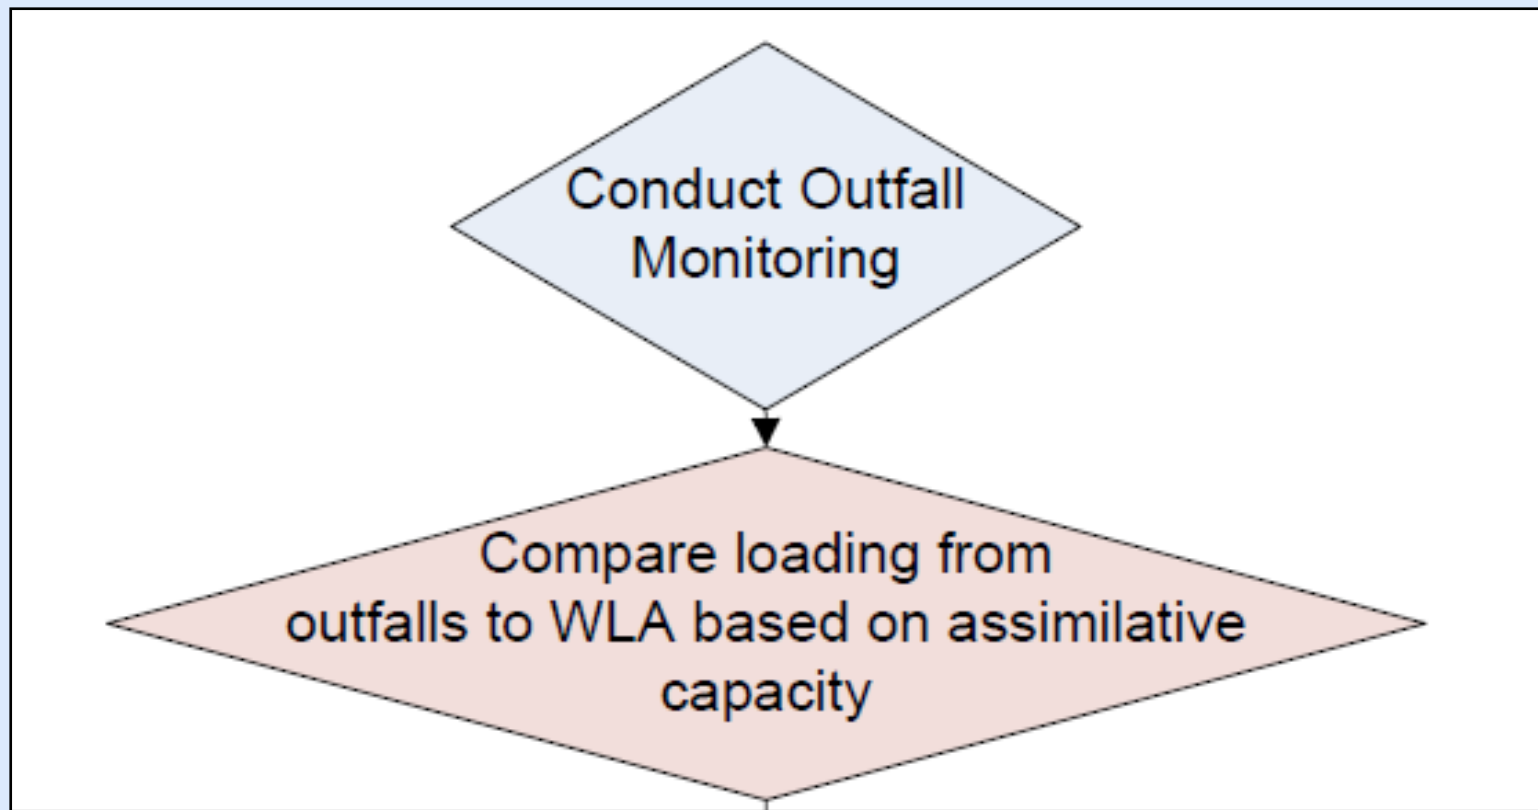 Conduct Outfall
Monitoring
Compare loading from
outfalls to WLA based on assimilative
capacity